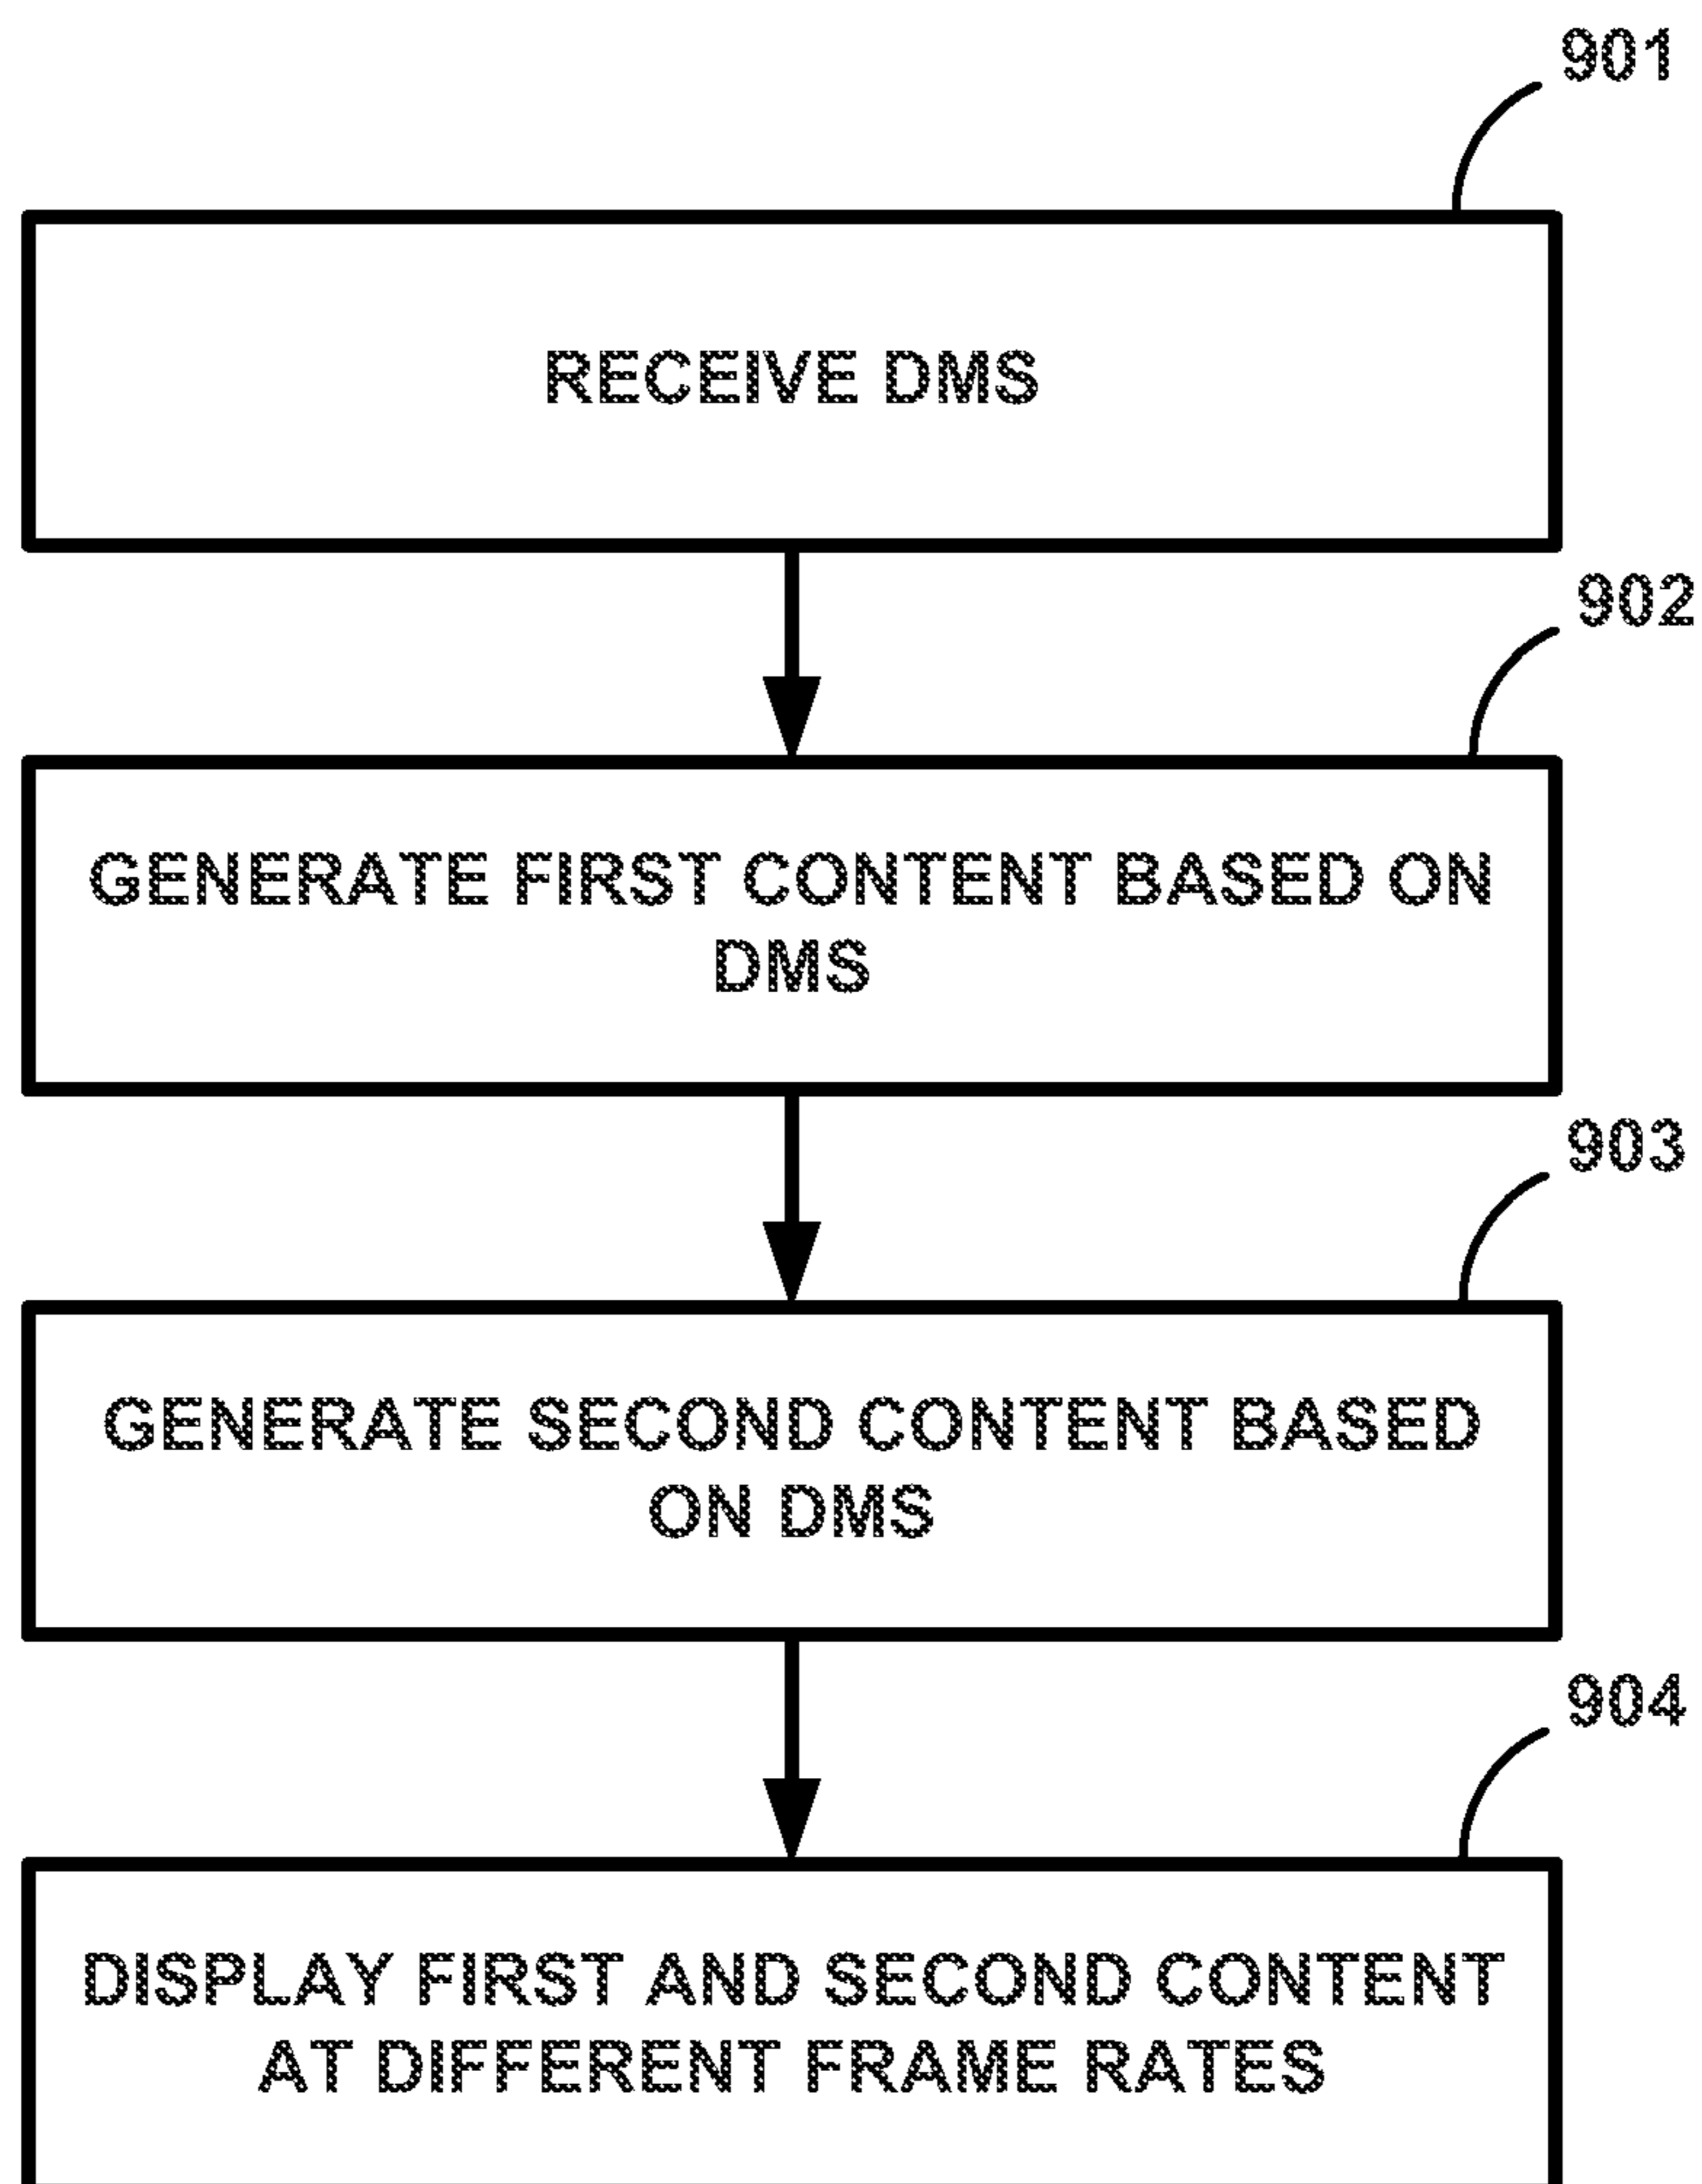 901
RECEIVE DMS
902
GENERATE FIRST CONTENT BASED ON
DMS
903
GENERATE SECOND CONTENT BASED
ON DMS
904
DISPLAY FIRST AND SECOND CONTENT
AT DIFFERENT FRAME RATES